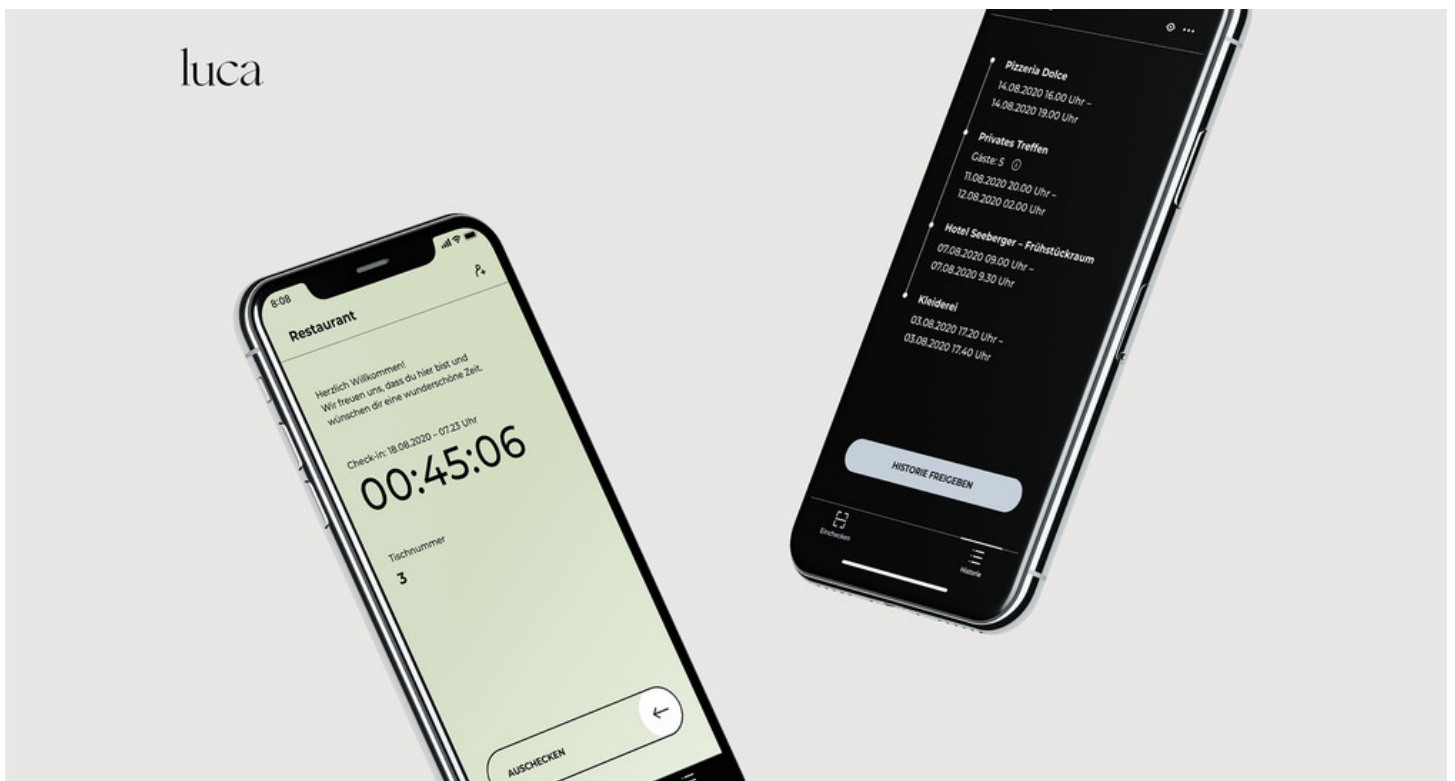 luca
8:08
Restaurant
Herzlich Willkommen!
Wir freuen uns, dass du hier bist und
wünschen dir eine wunderschöne Zeit.
Check-in: 18.08.2020 – 07.23 Uhr
00:45:06
Tischnummer
3
AUSCHECKEN
Pizzeria Dolce
14.08.2020 16.00 Uhr –
14.08.2020 19.00 Uhr
Privates Treffen
Gäste: 5
11.08.2020 20.00 Uhr –
12.08.2020 02.00 Uhr
Hotel Seeberger – Frühstückraum
07.08.2020 09.00 Uhr –
07.08.2020 9.30 Uhr
Kleiderei
03.08.2020 17.20 Uhr –
03.08.2020 17.40 Uhr
HISTORIE FREIGEBEN
Einchecken
Historie